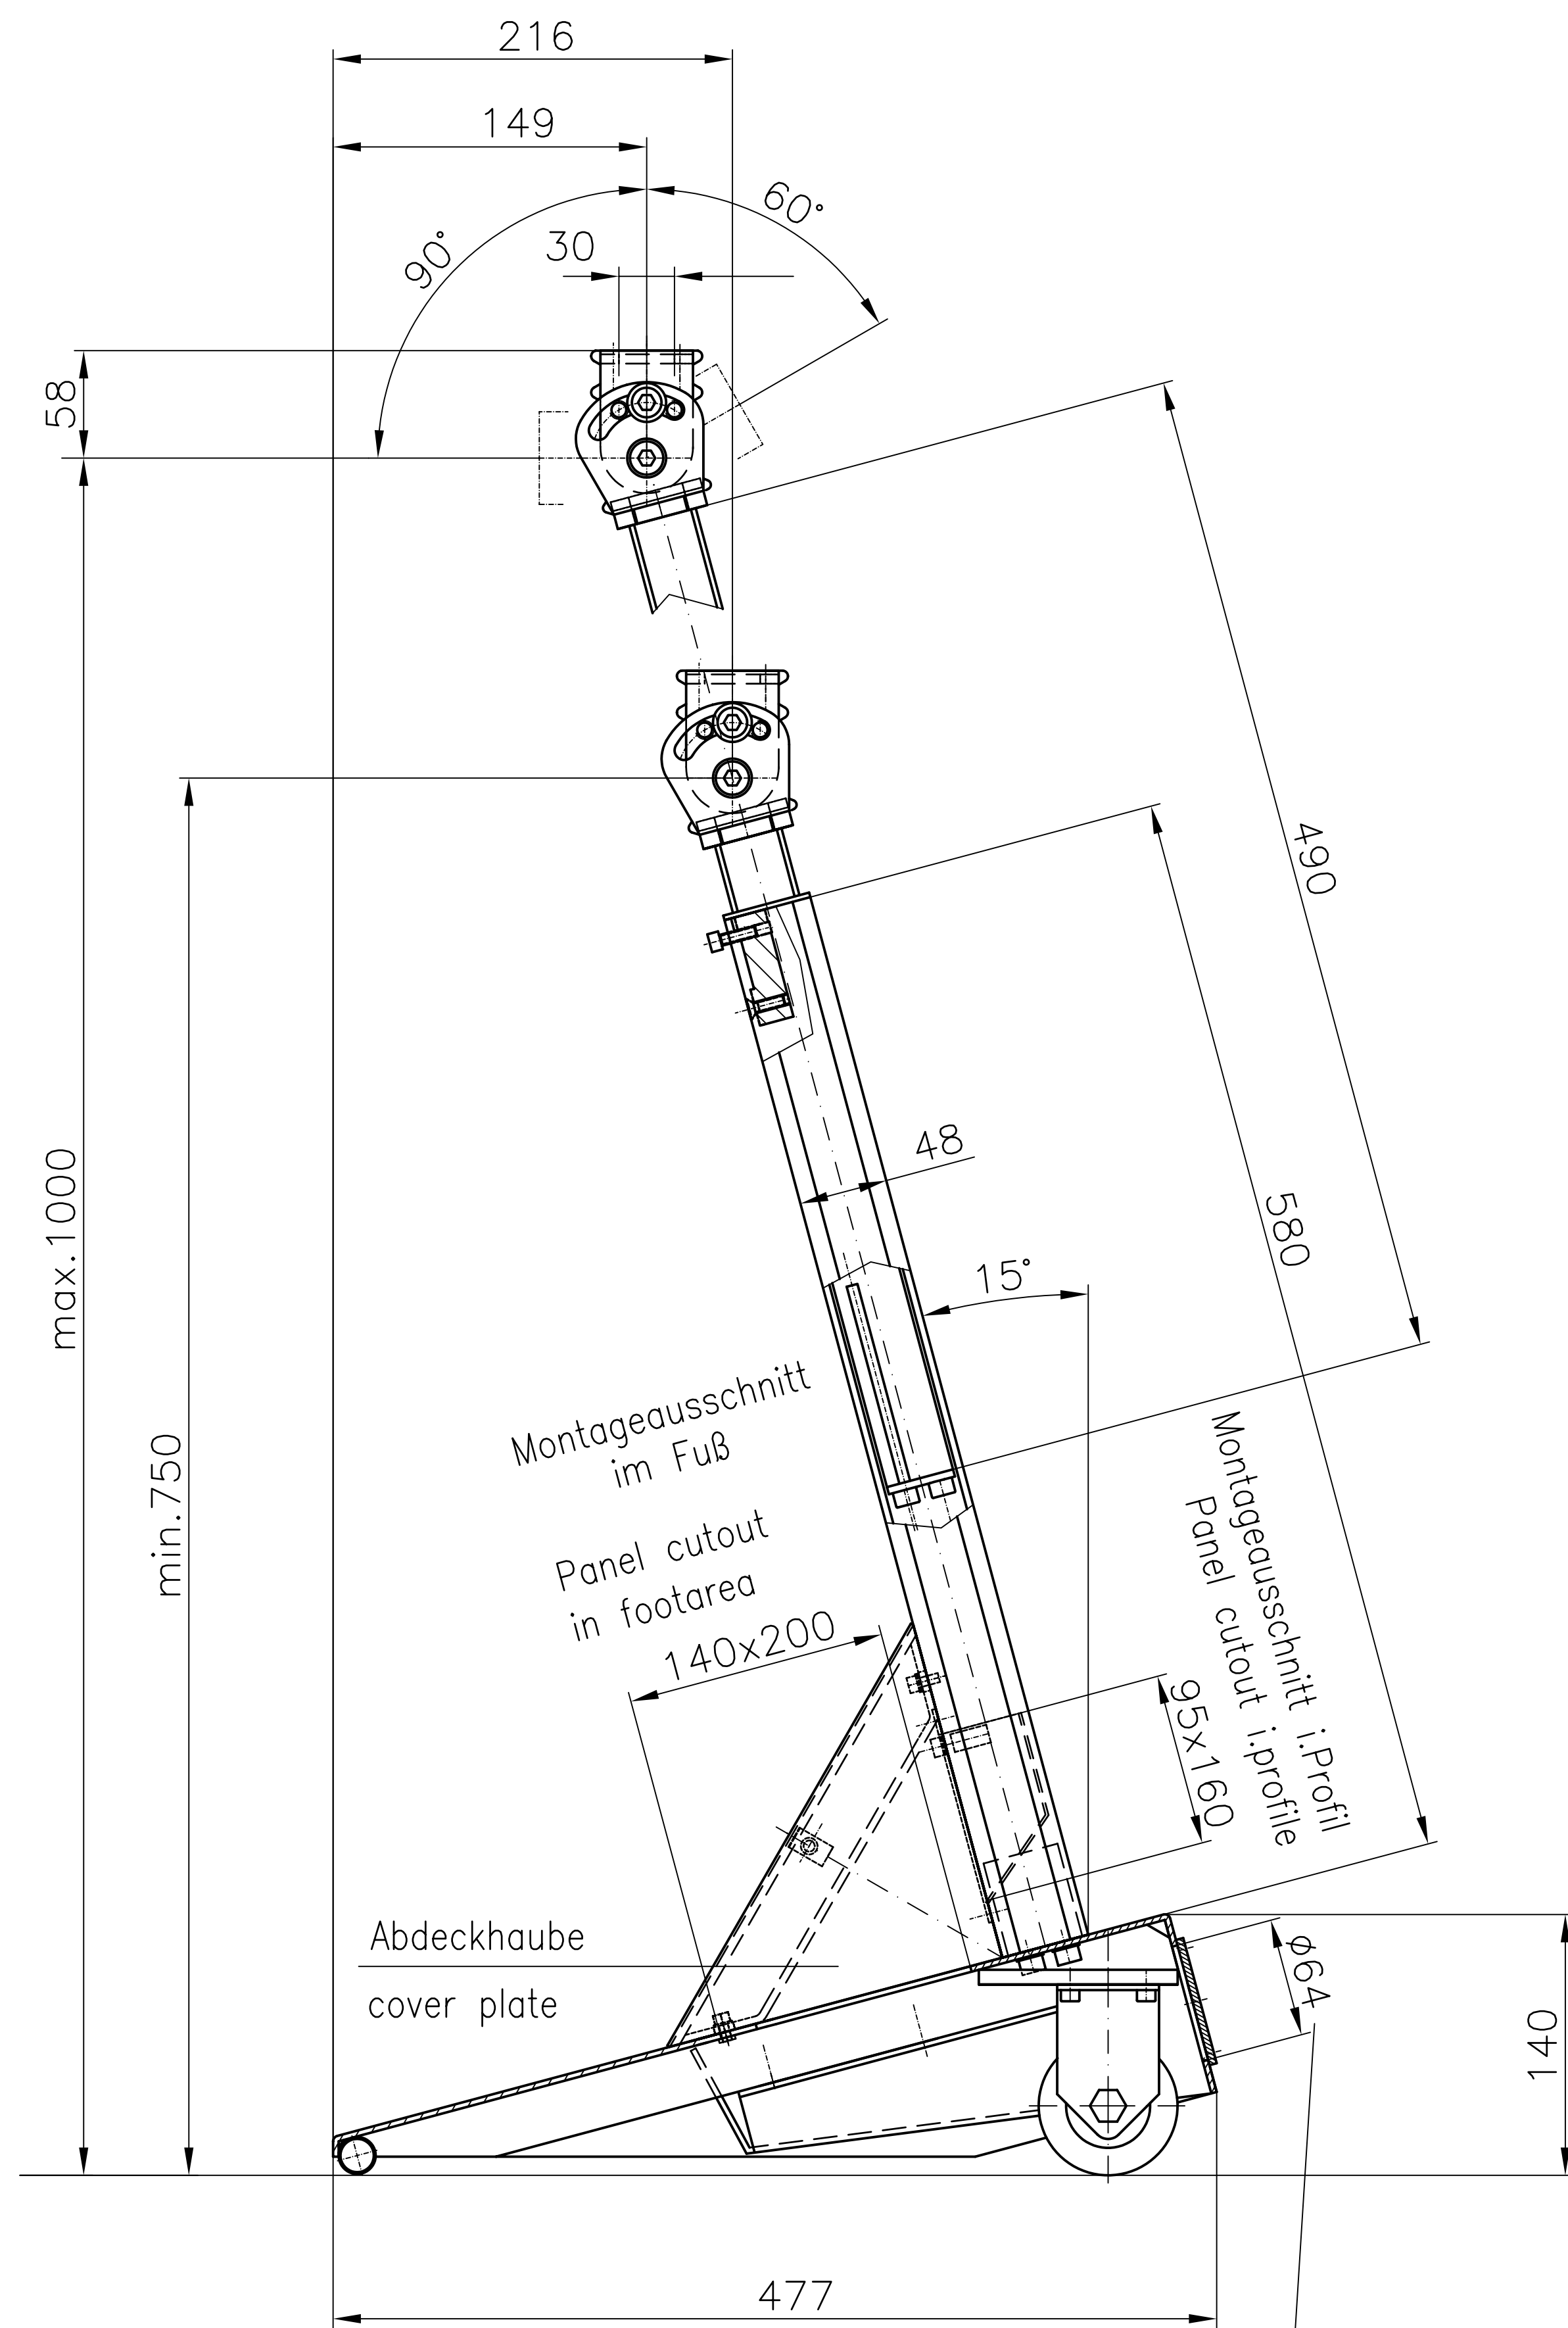 216
149
60°
90°
30
58
490
48
580
15°
max.1000
min.750
Montageausschnitt
im Fuß
Panel cutout
in footarea
140x200
Montageausschnitt i.Profil
Panel cutout i.profile
95x160
Abdeckhaube
cover plate
ϕ64
140
477